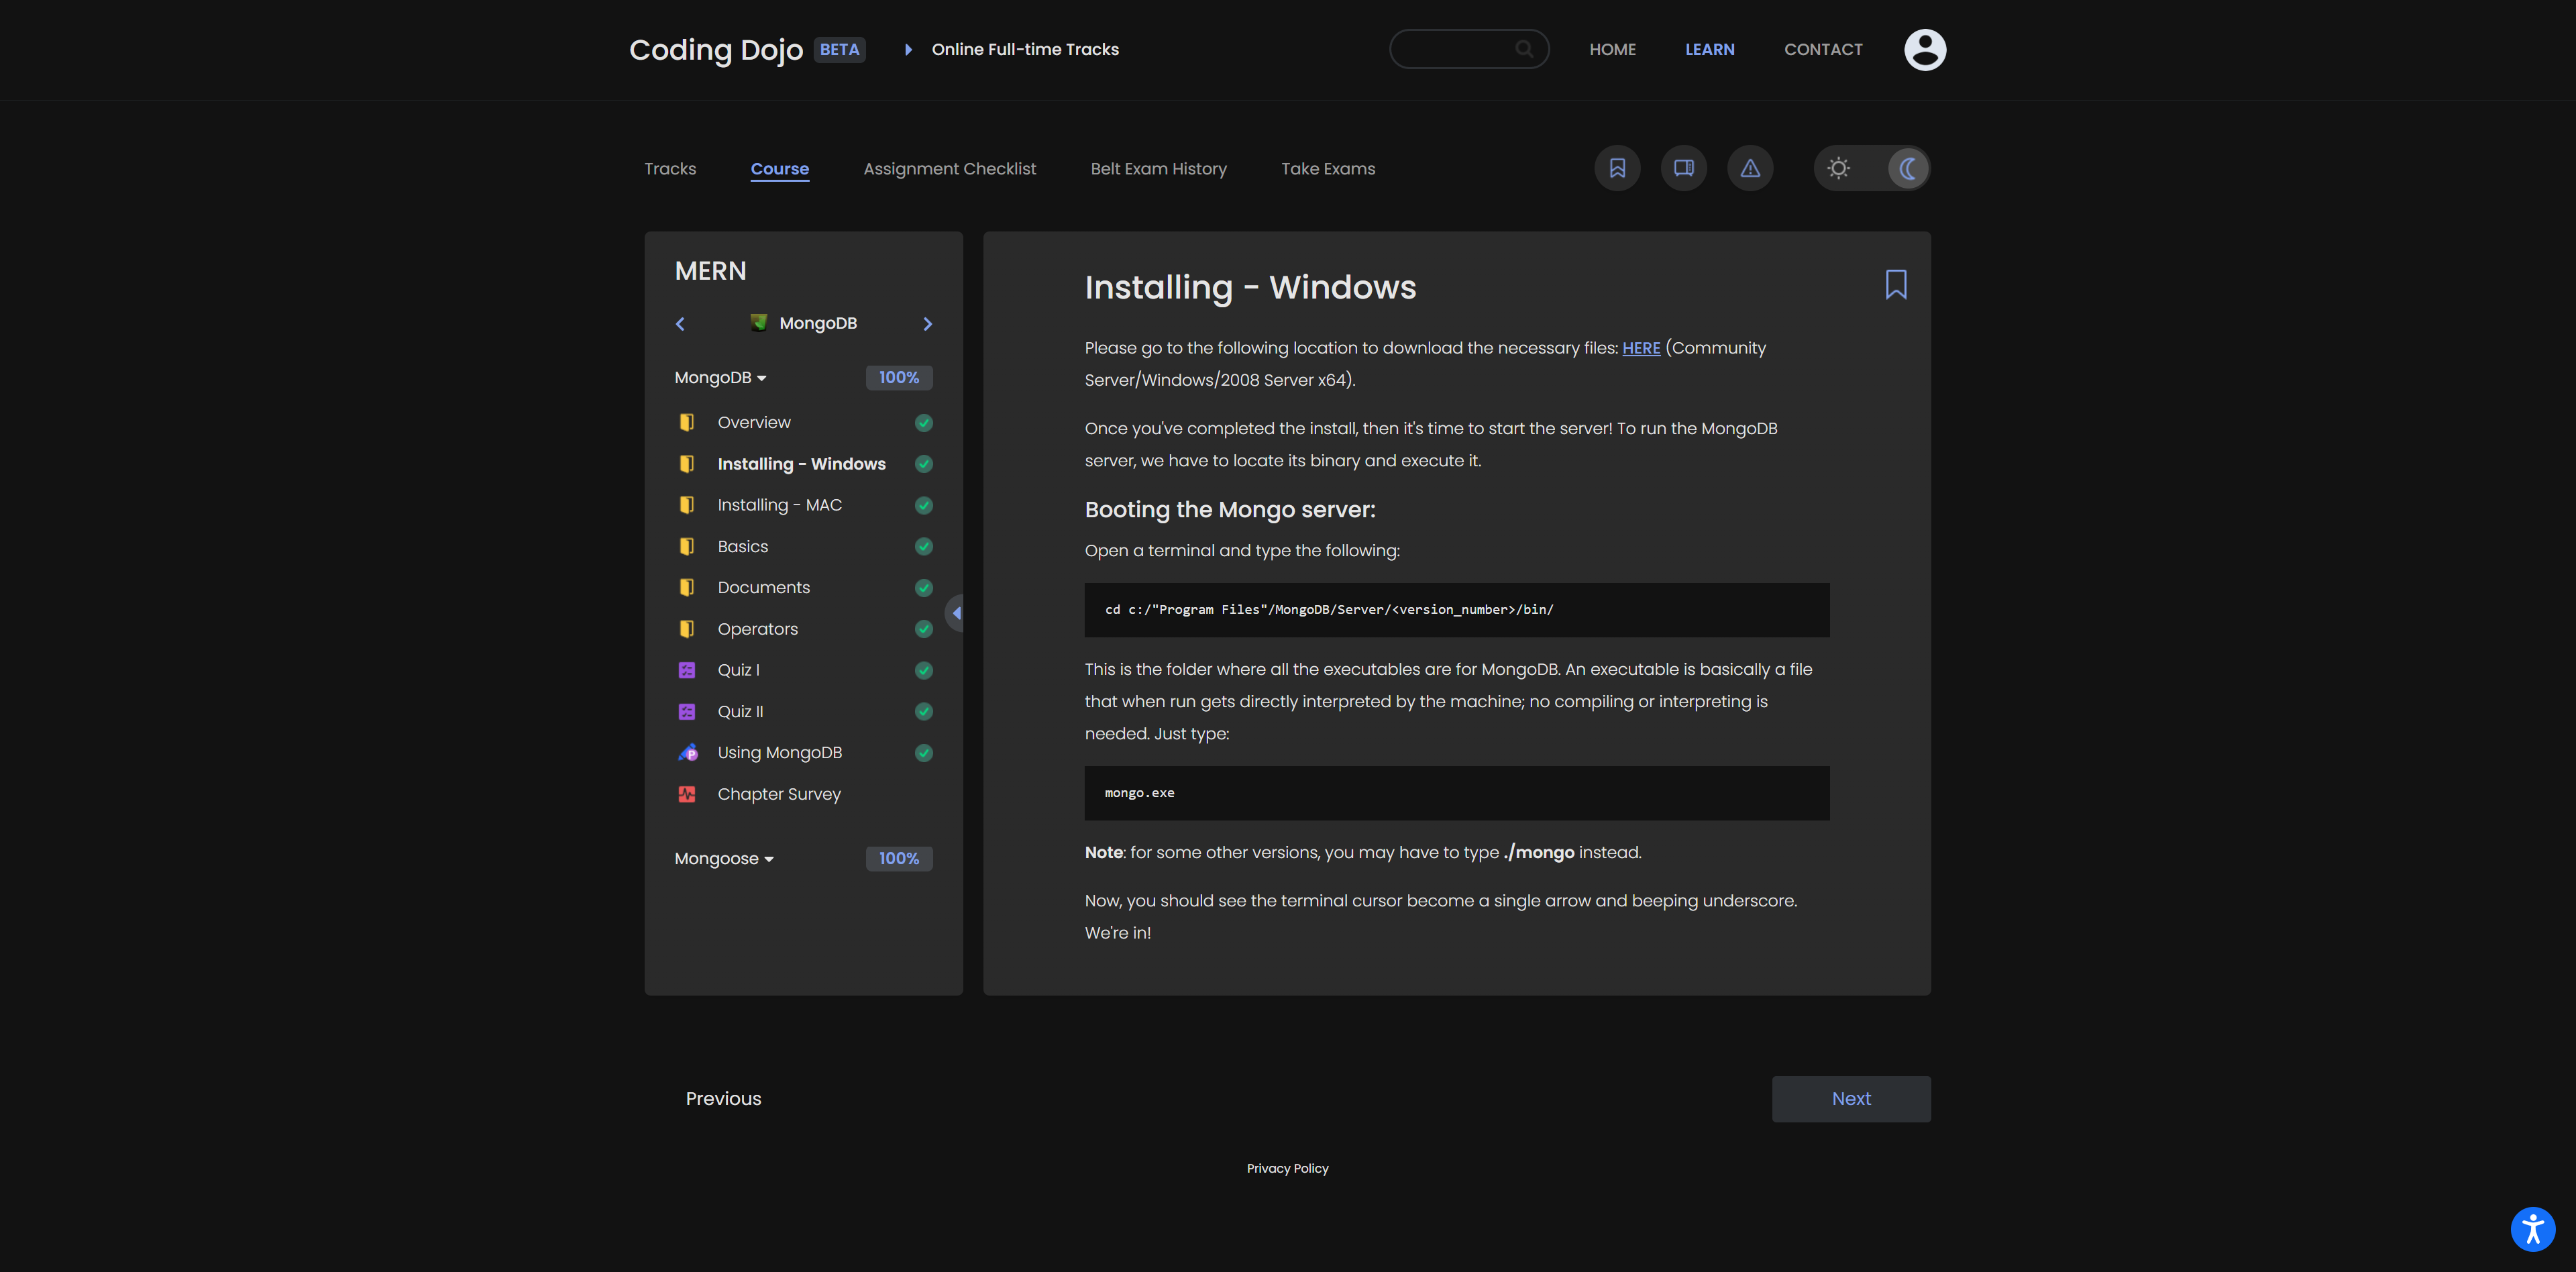 Coding Dojo BETA Online Full-time Tracks HOME LEARN CONTACT
Tracks Course Assignment Checklist Belt Exam History Take Exams
MERN
MongoDB
MongoDB 100%
Overview
Installing - Windows
Installing - MAC
Basics
Documents
Operators
Quiz I
Quiz II
Using MongoDB
Chapter Survey
Mongoose 100%
Installing - Windows
Please go to the following location to download the necessary files: HERE (Community
Server/Windows/2008 Server x64).
Once you've completed the install, then it's time to start the server! To run the MongoDB
server, we have to locate its binary and execute it.
Booting the Mongo server:
Open a terminal and type the following:
cd c:/"Program Files"/MongoDB/Server/<version_number>/bin/
This is the folder where all the executables are for MongoDB. An executable is basically a file
that when run gets directly interpreted by the machine; no compiling or interpreting is
needed. Just type:
mongo.exe
Note: for some other versions, you may have to type ./mongo instead.
Now, you should see the terminal cursor become a single arrow and beeping underscore.
We're in!
Previous
Next
Privacy Policy